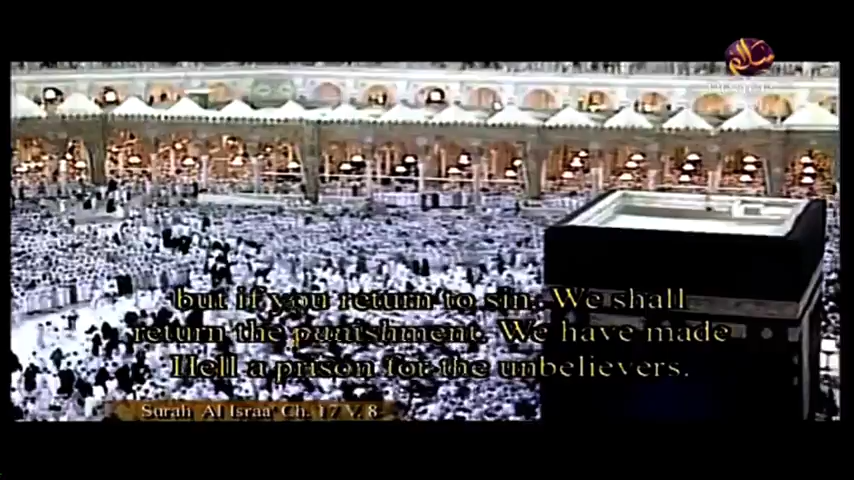 but if you return to sin. We shall
return the punishment. We have made
Hell a prison for the unbelievers.
Surah Al Israa' Ch. 17 V. 8